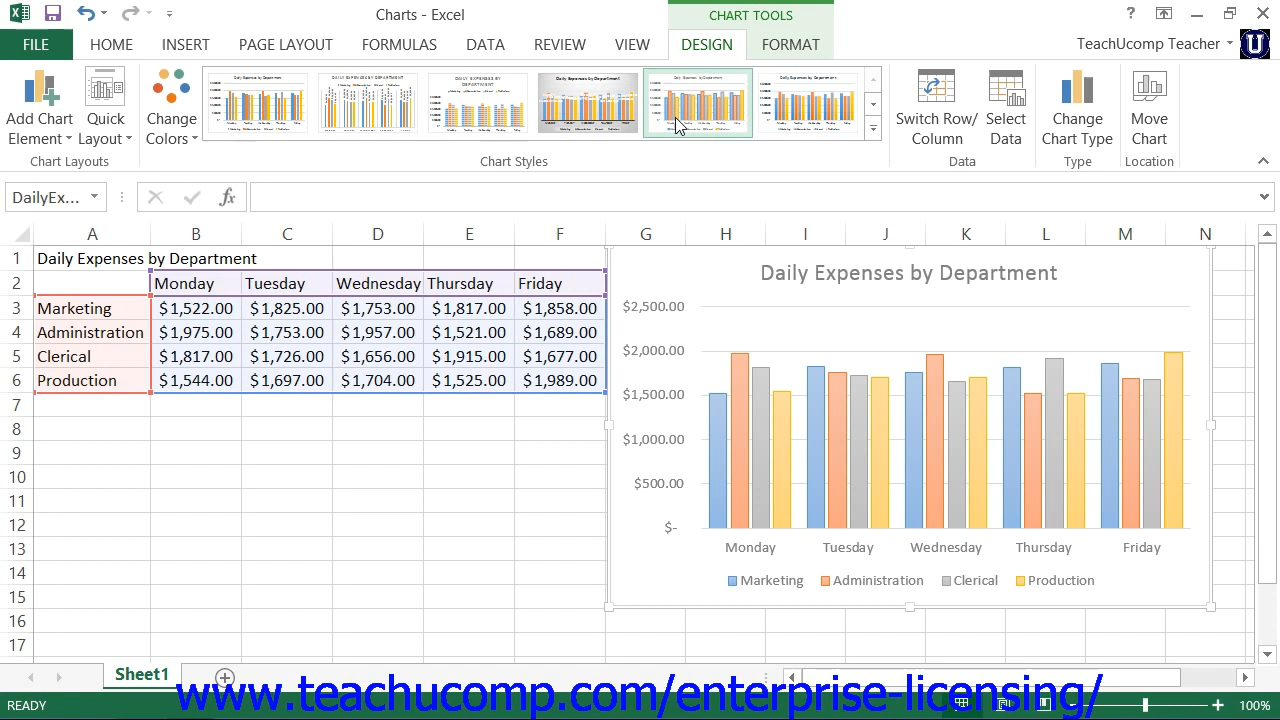 Charts - Excel
CHART TOOLS
?
FILE
HOME
INSERT
PAGE LAYOUT
FORMULAS
DATA
REVIEW
VIEW
DESIGN
FORMAT
TeachUcomp Teacher
Add Chart
Element
Quick
Layout
Change
Colors
Switch Row/
Column
Select
Data
Change
Chart Type
Move
Chart
Chart Layouts
Chart Styles
Data
Type
Location
DailyEx...
fx
A B C D E F G H I J K L M N
1 Daily Expenses by Department
2 Monday Tuesday Wednesday Thursday Friday
3 Marketing $1,522.00 $1,825.00 $1,753.00 $1,817.00 $1,858.00
4 Administration $1,975.00 $1,753.00 $1,957.00 $1,521.00 $1,689.00
5 Clerical $1,817.00 $1,726.00 $1,656.00 $1,915.00 $1,677.00
6 Production $1,544.00 $1,697.00 $1,704.00 $1,525.00 $1,989.00
7
8
9
10
11
12
13
14
15
16
17
Daily Expenses by Department
$2,500.00
$2,000.00
$1,500.00
$1,000.00
$500.00
$-
Monday Tuesday Wednesday Thursday Friday
Marketing Administration Clerical Production
Sheet1
www.teachucomp.com/enterprise-licensing/
READY
100%